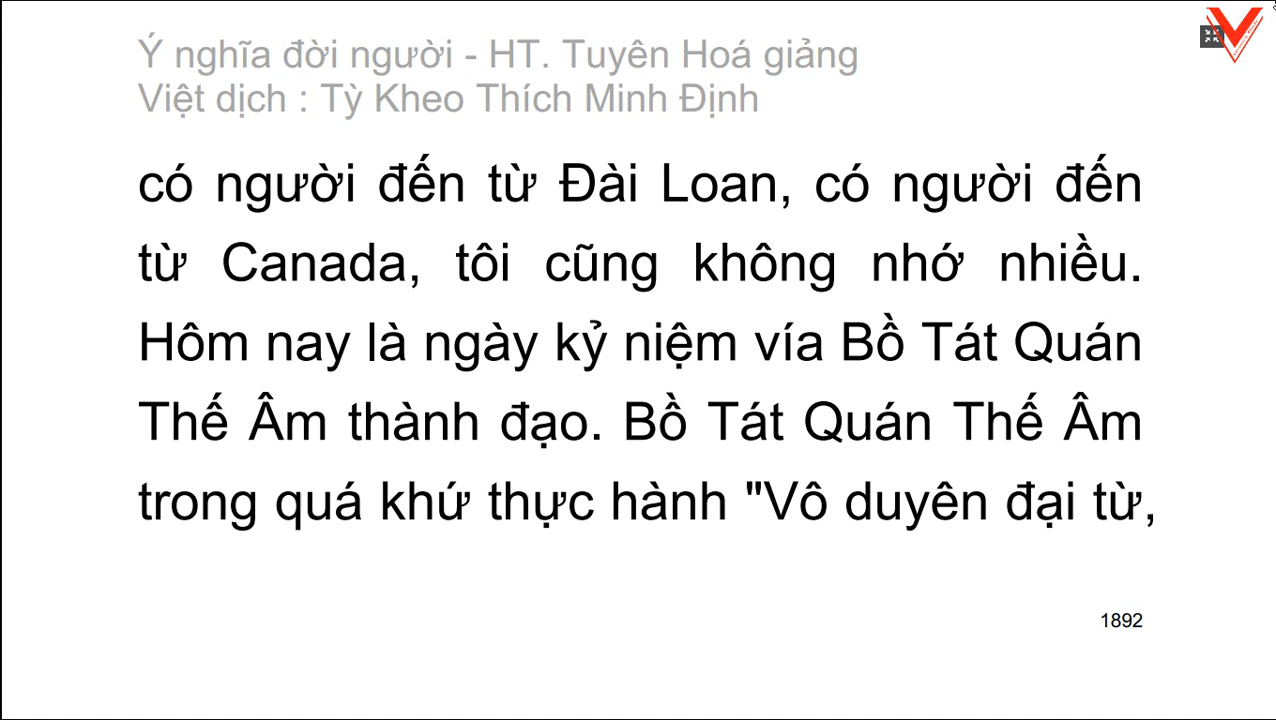 Ý nghĩa đời người - HT. Tuyên Hoá giảng
Việt dịch : Tỳ Kheo Thích Minh Định
có người đến từ Đài Loan, có người đến
từ Canada, tôi cũng không nhớ nhiều.
Hôm nay là ngày kỷ niệm vía Bồ Tát Quán
Thế Âm thành đạo. Bồ Tát Quán Thế Âm
trong quá khứ thực hành "Vô duyên đại từ,
1892